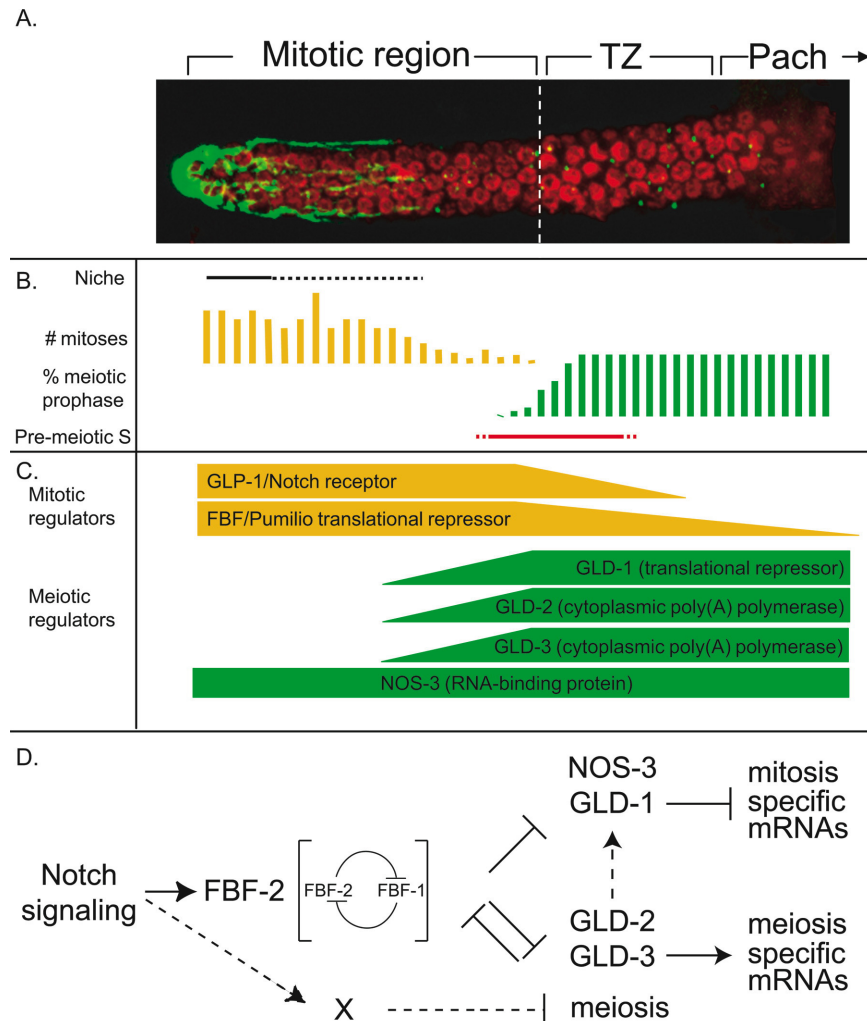 A.
Mitotic region TZ Pach
B.
Niche
# mitoses
% meiotic
prophase
Pre-meiotic S
C.
Mitotic
regulators
GLP-1/Notch receptor
FBF/Pumilio translational repressor
Meiotic
regulators
GLD-1 (translational repressor)
GLD-2 (cytoplasmic poly(A) polymerase)
GLD-3 (cytoplasmic poly(A) polymerase)
NOS-3 (RNA-binding protein)
D.
Notch
signaling
FBF-2
FBF-2 FBF-1
NOS-3
GLD-1
mitosis
specific
mRNAs
GLD-2
GLD-3
meiosis
specific
mRNAs
X
meiosis